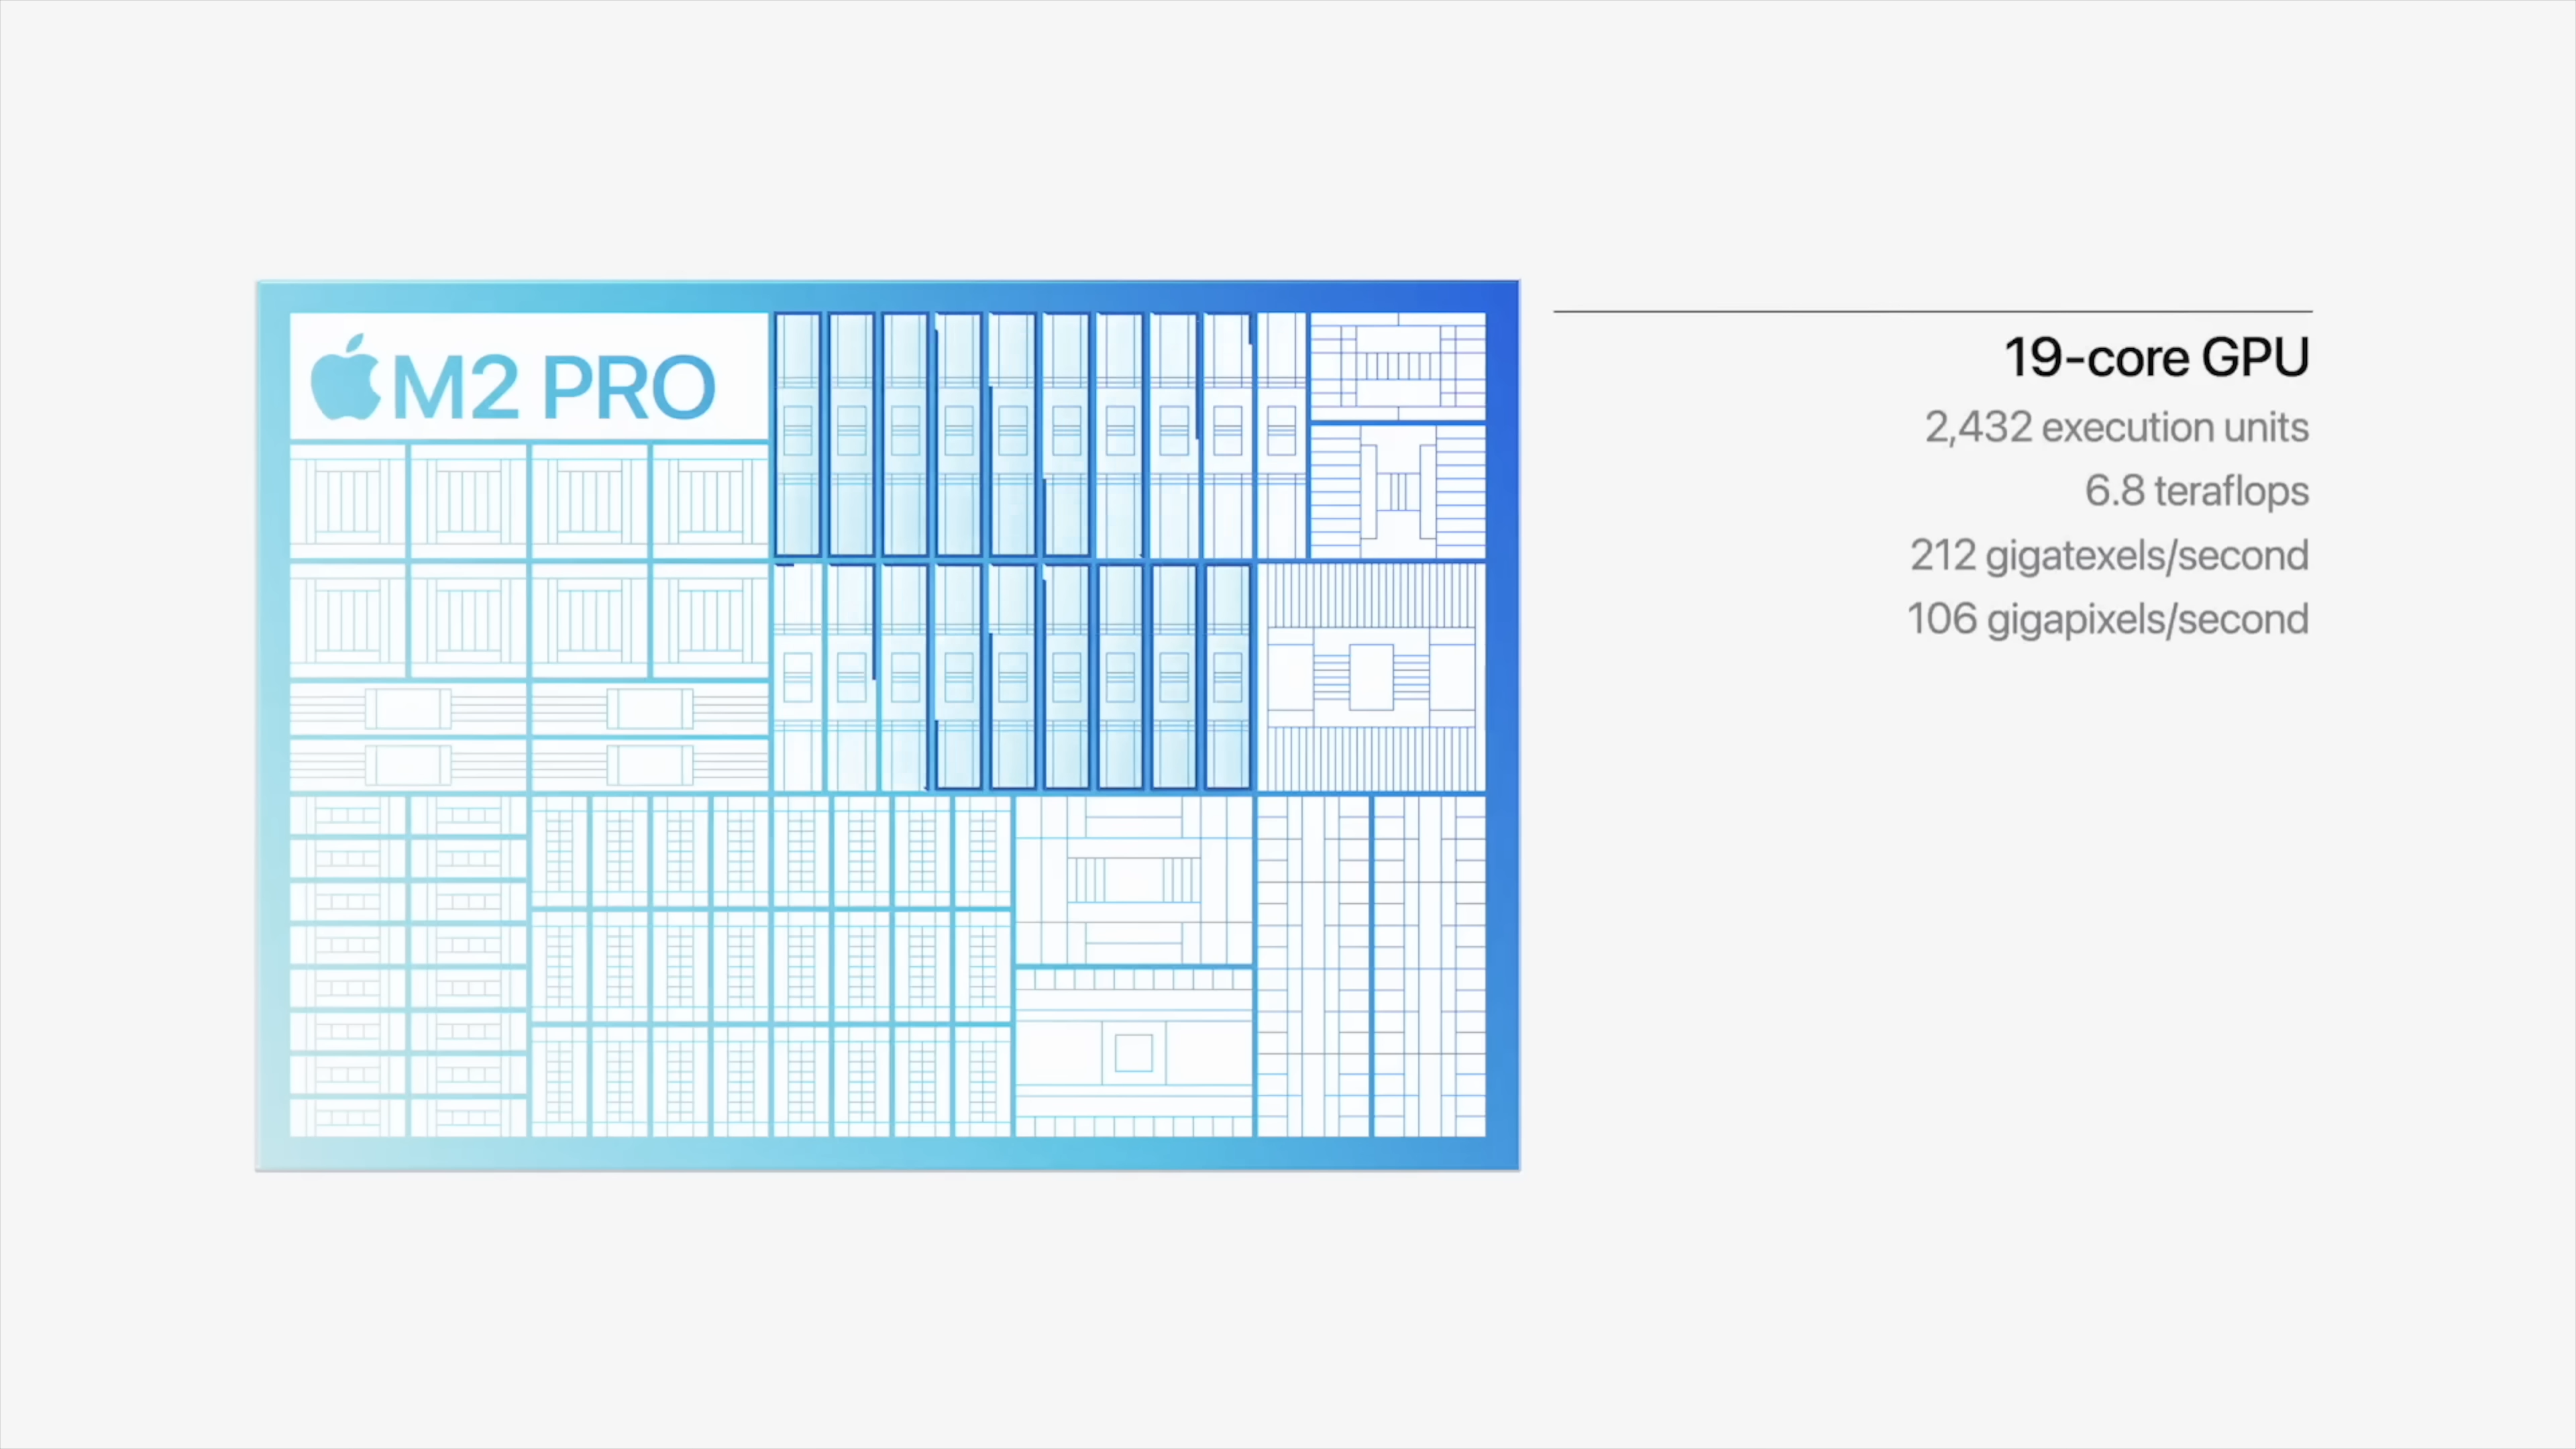 M2 PRO
19-core GPU
2,432 execution units
6.8 teraflops
212 gigatexels/second
106 gigapixels/second